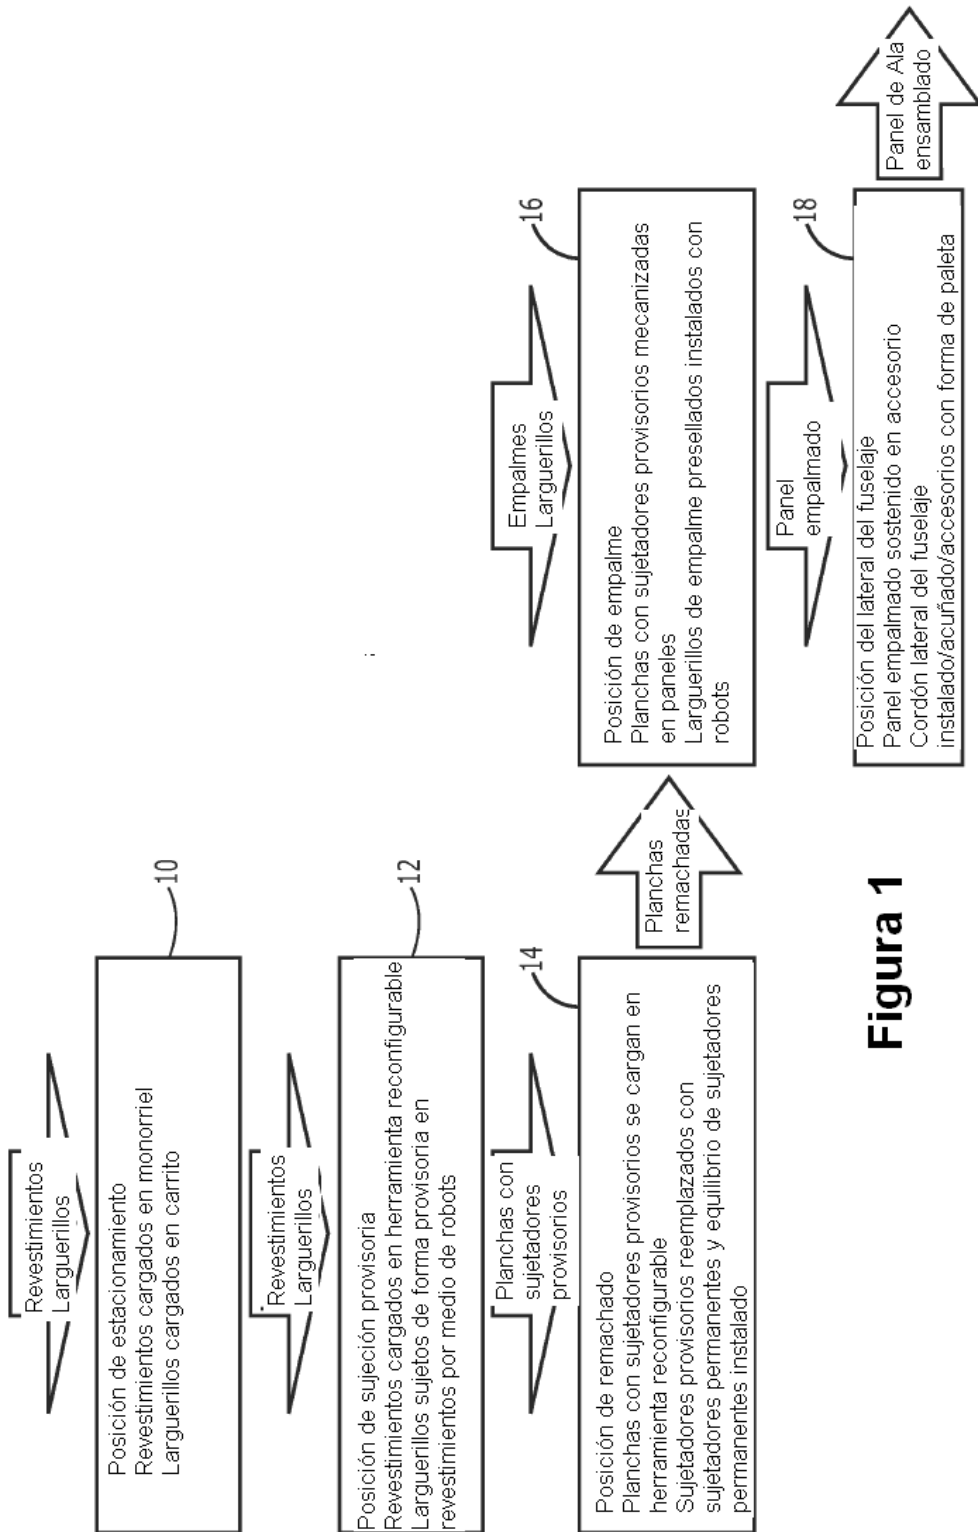 Revestimientos
Larguerillos
10
Posición de estacionamiento
Revestimientos cargados en monorriel
Larguerillos cargados en carrito
Revestimientos
Larguerillos
12
Posición de sujeción provisoria
Revestimientos cargados en herramienta reconfigurable
Larguerillos sujetos de forma provisoria en
revestimientos por medio de robots
Planchas con
sujetadores
provisorios
14
Posición de remachado
Planchas con sujetadores provisorios se cargan en
herramienta reconfigurable
Sujetadores provisorios reemplazados con
sujetadores permanentes y equilibrio de sujetadores
permanentes instalado
Planchas
remachadas
Empalmes
Larguerillos
16
Posición de empalme
Planchas con sujetadores provisorios mecanizadas
en paneles
Larguerillos de empalme presellados instalados con
robots
Panel
empalmado
18
Posición del lateral del fuselaje
Panel empalmado sostenido en accesorio
Cordón lateral del fuselaje
instalado/acuñado/accesorios con forma de paleta
Panel de Ala
ensamblado
Figura 1